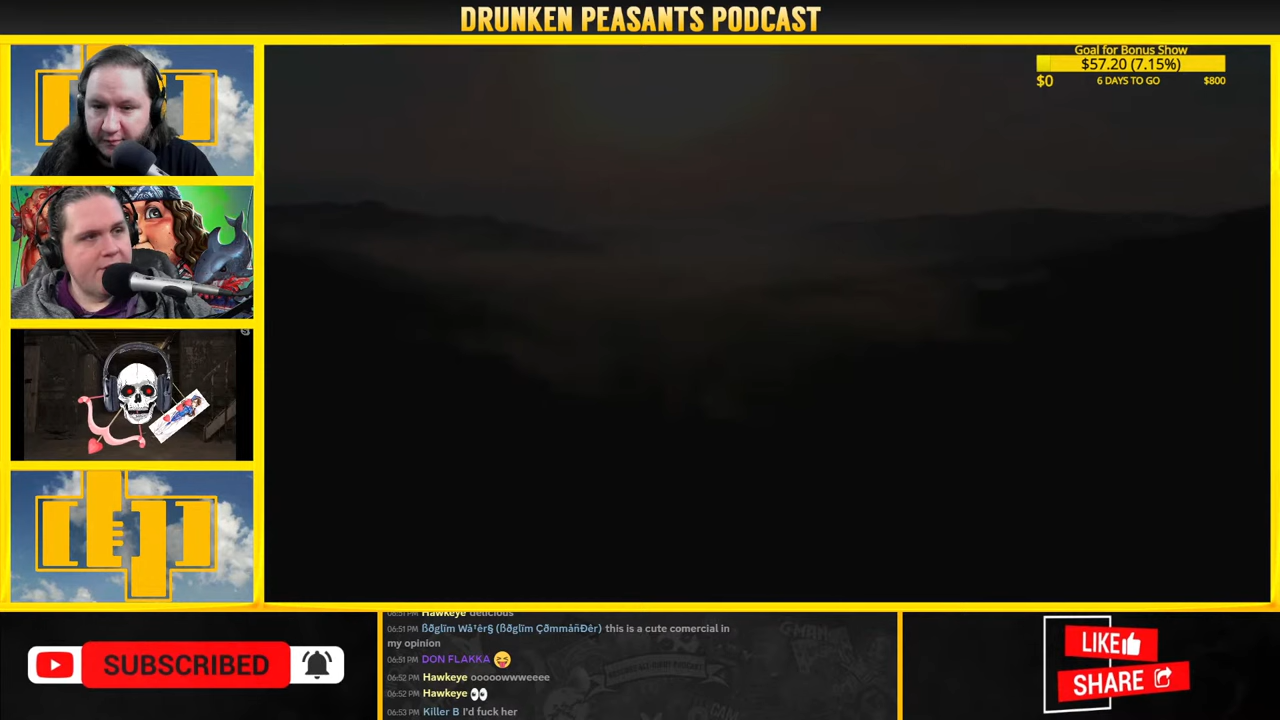 DRUNKEN PEASANTS PODCAST
Goal for Bonus Show
$57.20 (7.15%)
$0 6 DAYS TO GO $800
06:51 PM Hawkeye delicious
06:51 PM ßðglîm Wå†êr§ (ßðglîm ÇðmmåñÐêr) this is a cute comercial in
my opinion
06:51 PM DON FLAKKA 😝
06:52 PM Hawkeye ooooowwweeee
06:52 PM Hawkeye 👀
06:53 PM Killer B I'd fuck her
SUBSCRIBED
LIKE
SHARE